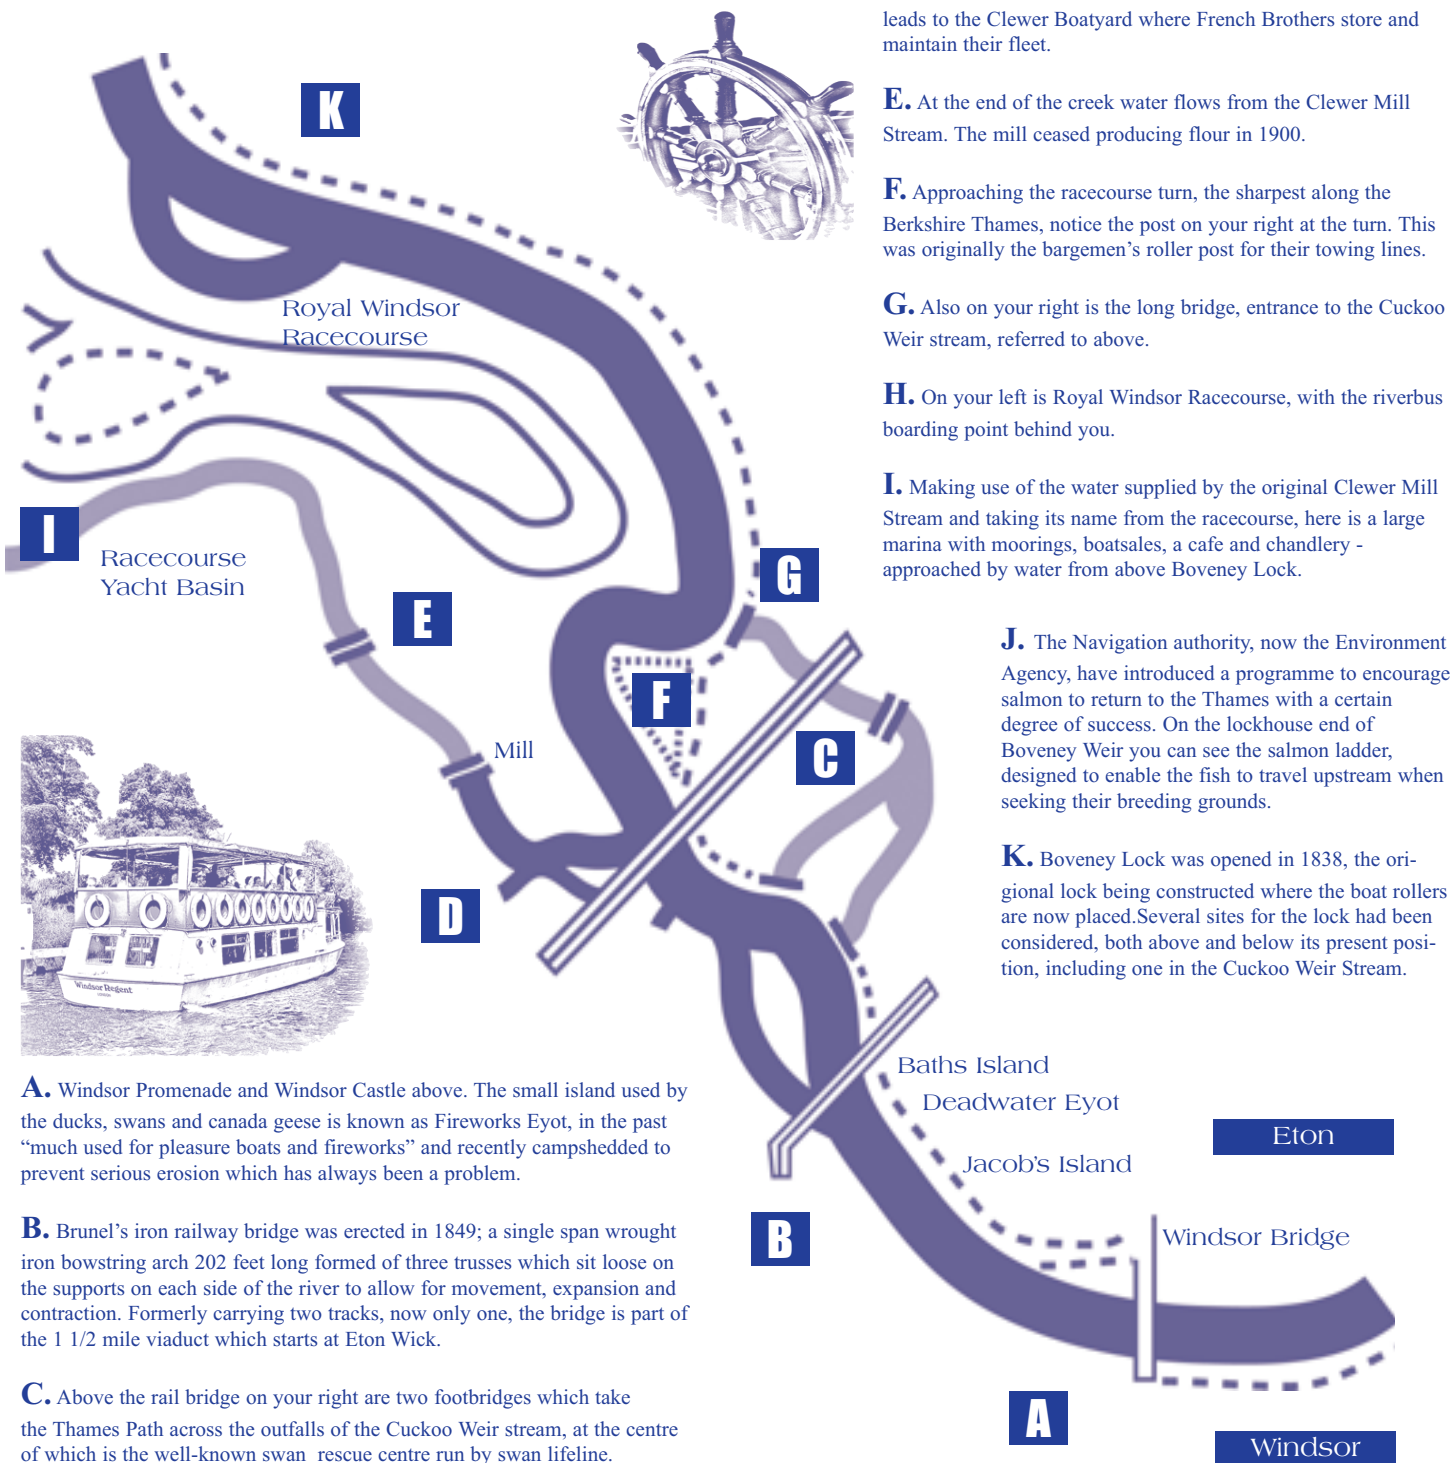 leads to the Clewer Boatyard where French Brothers store and
maintain their fleet.
E. At the end of the creek water flows from the Clewer Mill
Stream. The mill ceased producing flour in 1900.
F. Approaching the racecourse turn, the sharpest along the
Berkshire Thames, notice the post on your right at the turn. This
was originally the bargemen’s roller post for their towing lines.
G. Also on your right is the long bridge, entrance to the Cuckoo
Weir stream, referred to above.
H. On your left is Royal Windsor Racecourse, with the riverbus
boarding point behind you.
I. Making use of the water supplied by the original Clewer Mill
Stream and taking its name from the racecourse, here is a large
marina with moorings, boatsales, a cafe and chandlery -
approached by water from above Boveney Lock.
J. The Navigation authority, now the Environment
Agency, have introduced a programme to encourage
salmon to return to the Thames with a certain
degree of success. On the lockhouse end of
Boveney Weir you can see the salmon ladder,
designed to enable the fish to travel upstream when
seeking their breeding grounds.
K. Boveney Lock was opened in 1838, the ori-
gional lock being constructed where the boat rollers
are now placed.Several sites for the lock had been
considered, both above and below its present posi-
tion, including one in the Cuckoo Weir Stream.
K
Royal Windsor
Racecourse
I
Racecourse
Yacht Basin
G
E
F
Mill
C
D
Windsor Regent
Baths Island
Deadwater Eyot
Eton
Jacob’s Island
B
Windsor Bridge
A
Windsor
A. Windsor Promenade and Windsor Castle above. The small island used by
the ducks, swans and canada geese is known as Fireworks Eyot, in the past
“much used for pleasure boats and fireworks” and recently campshedded to
prevent serious erosion which has always been a problem.
B. Brunel’s iron railway bridge was erected in 1849; a single span wrought
iron bowstring arch 202 feet long formed of three trusses which sit loose on
the supports on each side of the river to allow for movement, expansion and
contraction. Formerly carrying two tracks, now only one, the bridge is part of
the 1 1/2 mile viaduct which starts at Eton Wick.
C. Above the rail bridge on your right are two footbridges which take
the Thames Path across the outfalls of the Cuckoo Weir stream, at the centre
of which is the well-known swan rescue centre run by swan lifeline.